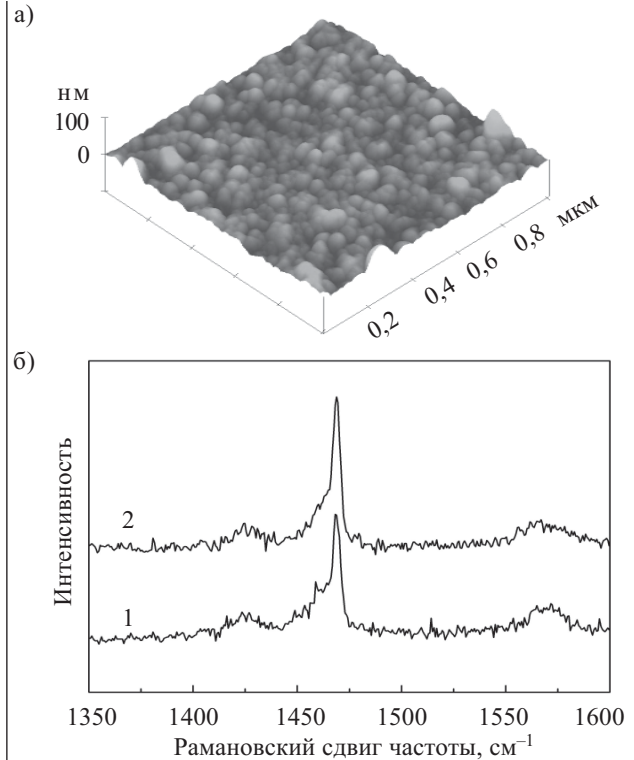 а)
нм
100
0
0,2
0,4
0,6
0,8
мкм
б)
Интенсивность
2
1
1350 1400 1450 1500 1550 1600
Рамановский сдвиг частоты, см⁻¹